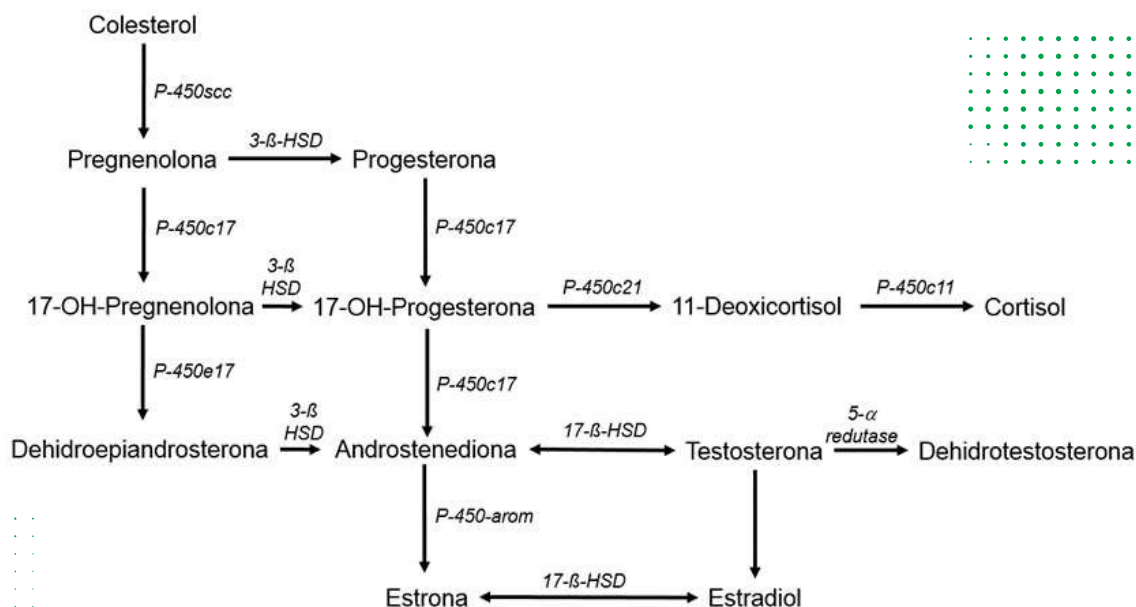 Colesterol
P-450scc
3-ß-HSD
Pregnenolona
Progesterona
P-450c17
P-450c17
3-ß
HSD
P-450c21
P-450c11
17-OH-Pregnenolona
17-OH-Progesterona
11-Deoxicortisol
Cortisol
P-450e17
P-450c17
3-ß
HSD
17-ß-HSD
5-α
redutase
Dehidroepiandrosterona
Androstenediona
Testosterona
Dehidrotestosterona
P-450-arom
17-ß-HSD
Estrona
Estradiol